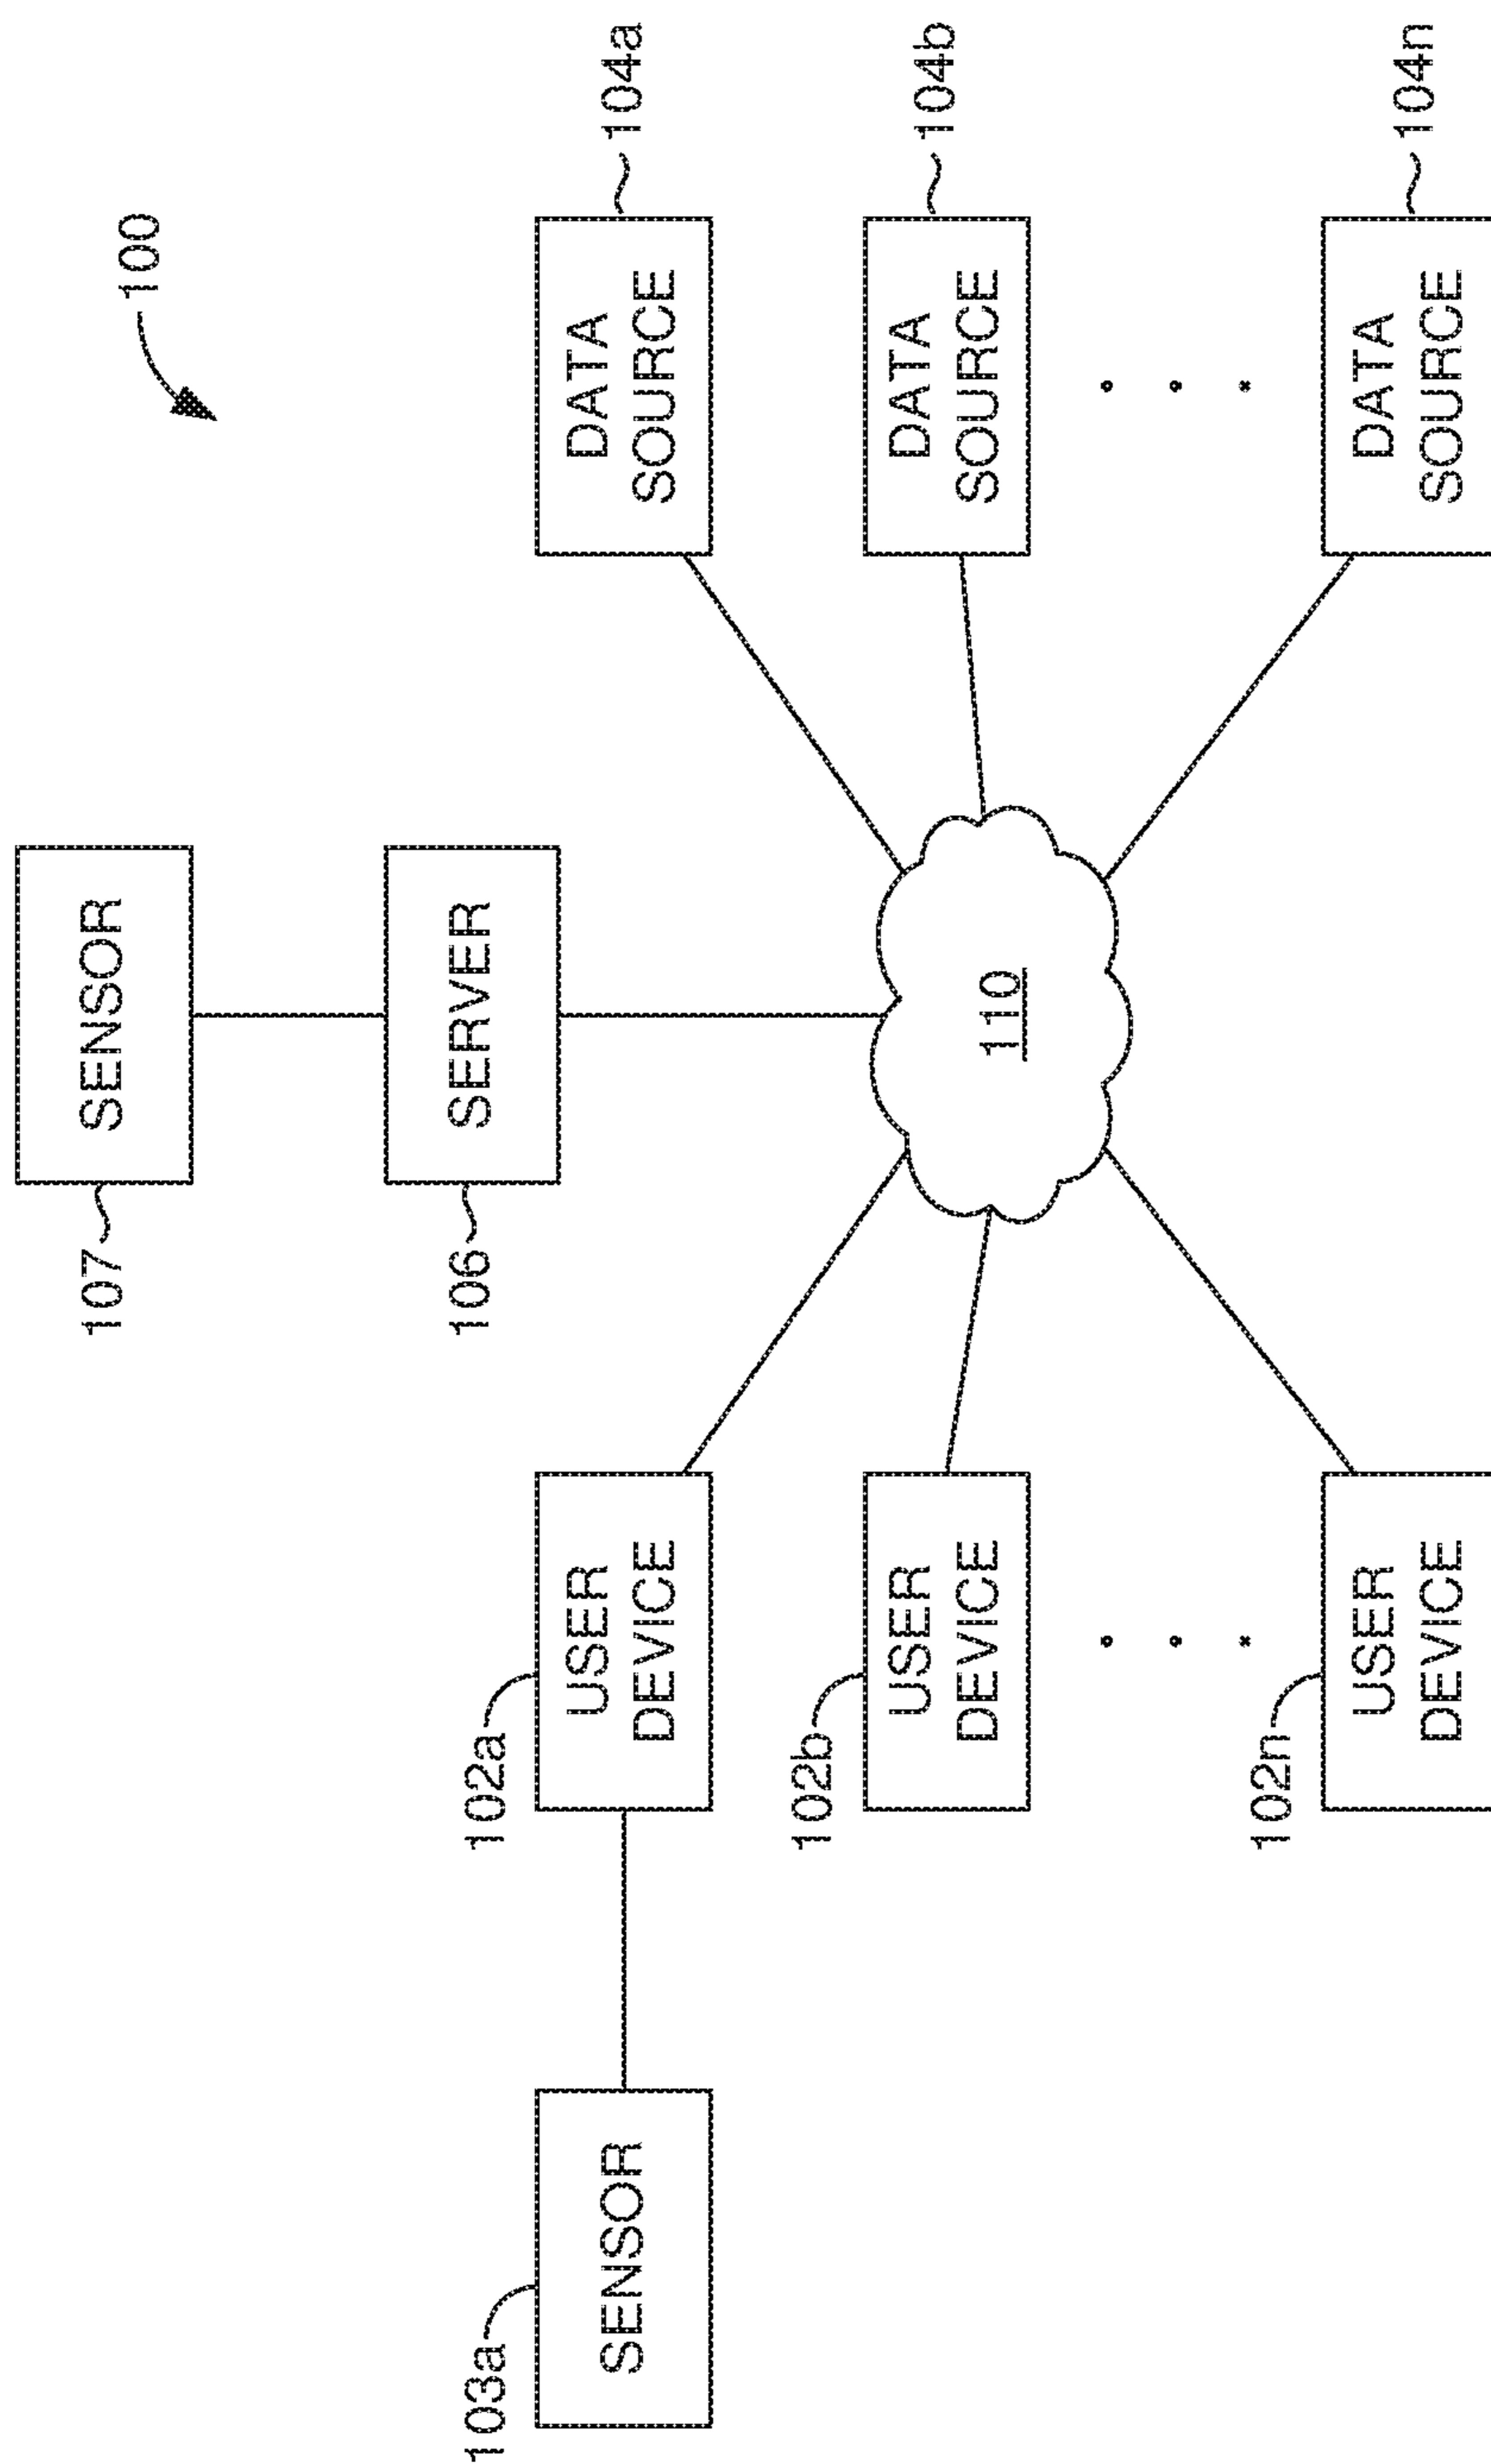 100
SENSOR
107
SERVER
106
103a
SENSOR
102a
USER
DEVICE
DATA
SOURCE
104a
110
102b
USER
DEVICE
DATA
SOURCE
104b
102n
USER
DEVICE
DATA
SOURCE
104n